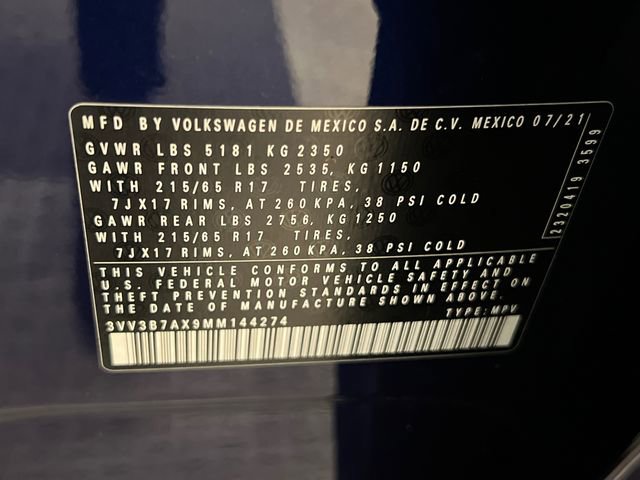 MFD BY VOLKSWAGEN DE MEXICO S.A. DE C.V. MEXICO 07/21
GVWR LBS 5181 KG 2350
GAWR FRONT LBS 2535, KG 1150
WITH 215/65 R17 TIRES,
7JX17 RIMS, AT 260 KPA, 38 PSI COLD
GAWR REAR LBS 2756, KG 1250
WITH 215/65 R17 TIRES,
7JX17 RIMS, AT 260 KPA, 38 PSI COLD
THIS VEHICLE CONFORMS TO ALL APPLICABLE
U.S. FEDERAL MOTOR VEHICLE SAFETY AND
THEFT PREVENTION STANDARDS IN EFFECT ON
THE DATE OF MANUFACTURE SHOWN ABOVE.
3VV3B7AX9MM144274 TYPE: MPV
2320419 3599